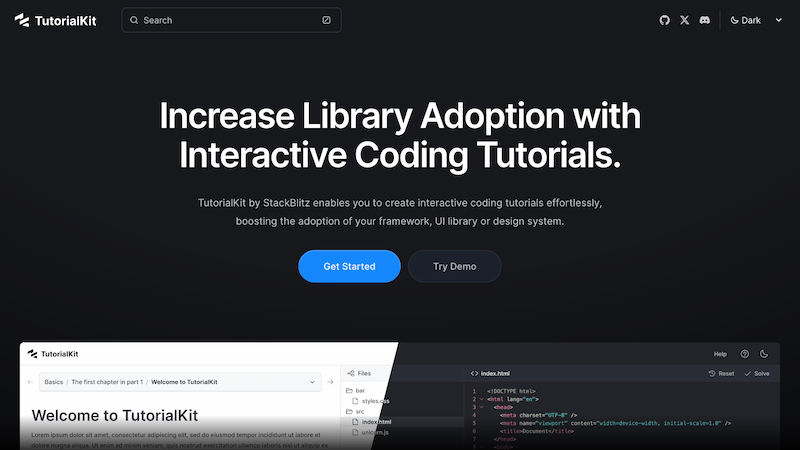 TutorialKit
Search
Dark
Increase Library Adoption with
Interactive Coding Tutorials.
TutorialKit by StackBlitz enables you to create interactive coding tutorials effortlessly,
boosting the adoption of your framework, UI library or design system.
Get Started
Try Demo
TutorialKit
Help
Basics / The first chapter in part 1 / Welcome to TutorialKit
Files
index.html
Reset
Solve
Welcome to TutorialKit
Lorem ipsum dolor sit amet, consectetur adipiscing elit, sed do eiusmod tempor incididunt ut labore et
dolore magna aliqua. Ut enim ad minim veniam, quis nostrud exercitation ullamco laboris nisi ut aliquip ex
bar
styles.css
src
index.html
unicorn.js
1 <!DOCTYPE html>
2 <html lang="en">
3 <head>
4 <meta charset="UTF-8" />
5 <meta name="viewport" content="width=device-width, initial-scale=1.0" />
6 <title>Document</title>
7 </head>
8 <body>